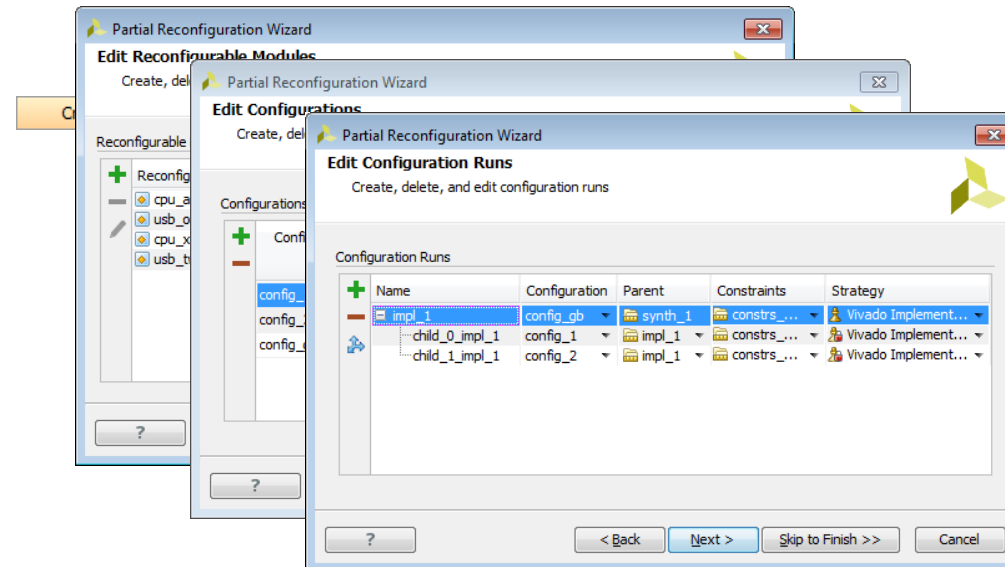 Partial Reconfiguration Wizard
Edit Reconfigurable Modules
Create, del
Reconfigurable
Reconfig
cpu_a
usb_o
cpu_x
usb_t
?
Partial Reconfiguration Wizard
Edit Configurations
Create, del
Configurations
Confi
config_
config_
config_
?
Partial Reconfiguration Wizard
Edit Configuration Runs
Create, delete, and edit configuration runs
Configuration Runs
Name Configuration Parent Constraints Strategy
impl_1 config_gb synth_1 constrs_... Vivado Implement...
child_0_impl_1 config_1 impl_1 constrs_... Vivado Implement...
child_1_impl_1 config_2 impl_1 constrs_... Vivado Implement...
? < Back Next > Skip to Finish >> Cancel